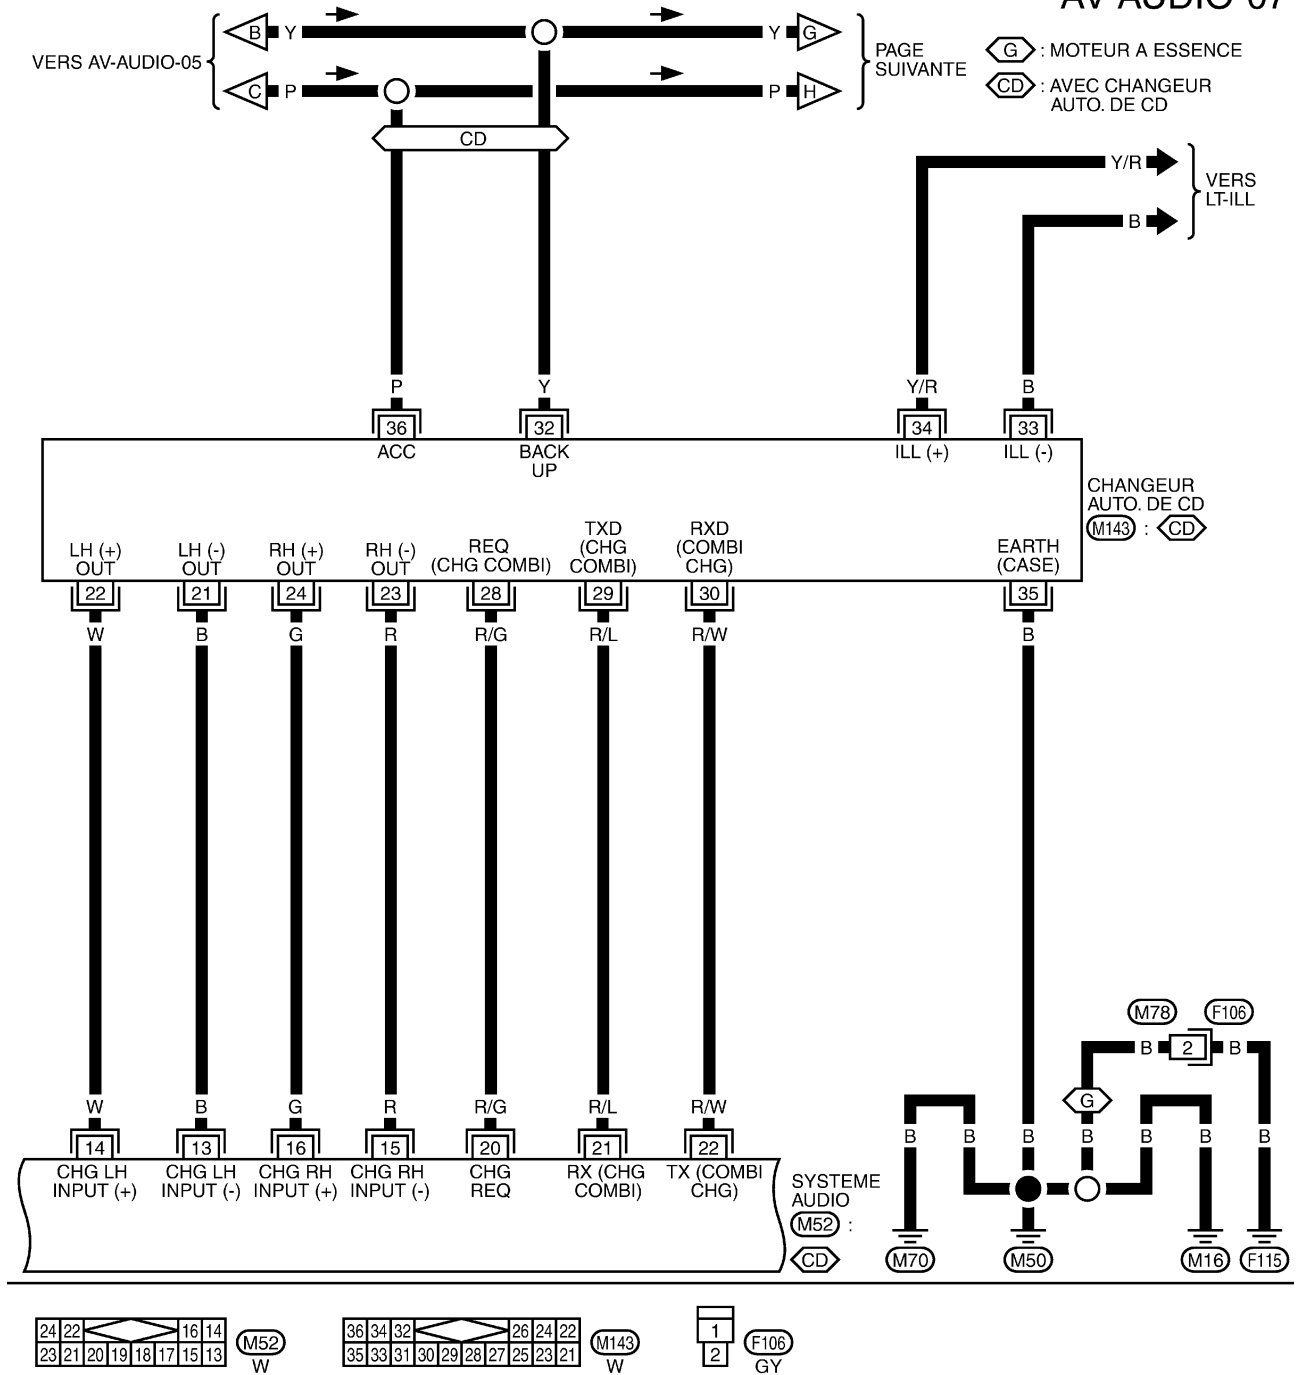 AV-AUDIO-07
B Y Y G
VERS AV-AUDIO-05
C P P H
PAGE
SUIVANTE
G : MOTEUR A ESSENCE
CD : AVEC CHANGEUR
AUTO. DE CD
CD
Y/R
B
VERS
LT-ILL
P Y Y/R B
36 32 34 33
ACC BACK UP ILL (+) ILL (-)
CHANGEUR
AUTO. DE CD
M143 : CD
LH (+)
OUT
LH (-)
OUT
RH (+)
OUT
RH (-)
OUT
REQ
(CHG COMBI)
TXD
(CHG
COMBI)
RXD
(COMBI
CHG)
EARTH
(CASE)
22 21 24 23 28 29 30 35
W B G R R/G R/L R/W B
M78 F106
B 2 B
G
W B G R R/G R/L R/W
B B B B B B B
14 13 16 15 20 21 22
CHG LH
INPUT (+)
CHG LH
INPUT (-)
CHG RH
INPUT (+)
CHG RH
INPUT (-)
CHG
REQ
RX (CHG
COMBI)
TX (COMBI
CHG)
SYSTEME
AUDIO
M52 :
CD
M70 M50 M16 F115
24 22 16 14
23 21 20 19 18 17 15 13
M52
W
36 34 32 26 24 22
35 33 31 30 29 28 27 25 23 21
M143
W
1
2
F106
GY